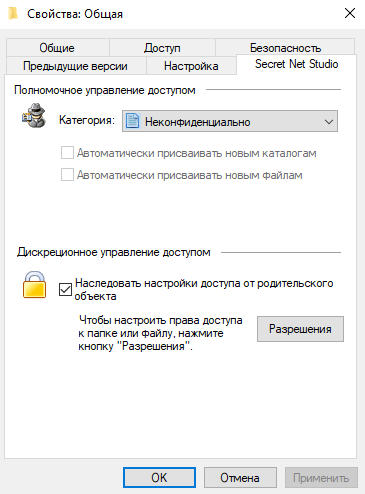 Свойства: Общая
Общие Доступ Безопасность
Предыдущие версии Настройка Secret Net Studio
Полномочное управление доступом
Категория: Неконфиденциально
Автоматически присваивать новым каталогам
Автоматически присваивать новым файлам
Дискреционное управление доступом
Наследовать настройки доступа от родительского
объекта
Чтобы настроить права доступа
к папке или файлу, нажмите
кнопку "Разрешения".
Разрешения
OK Отмена Применить